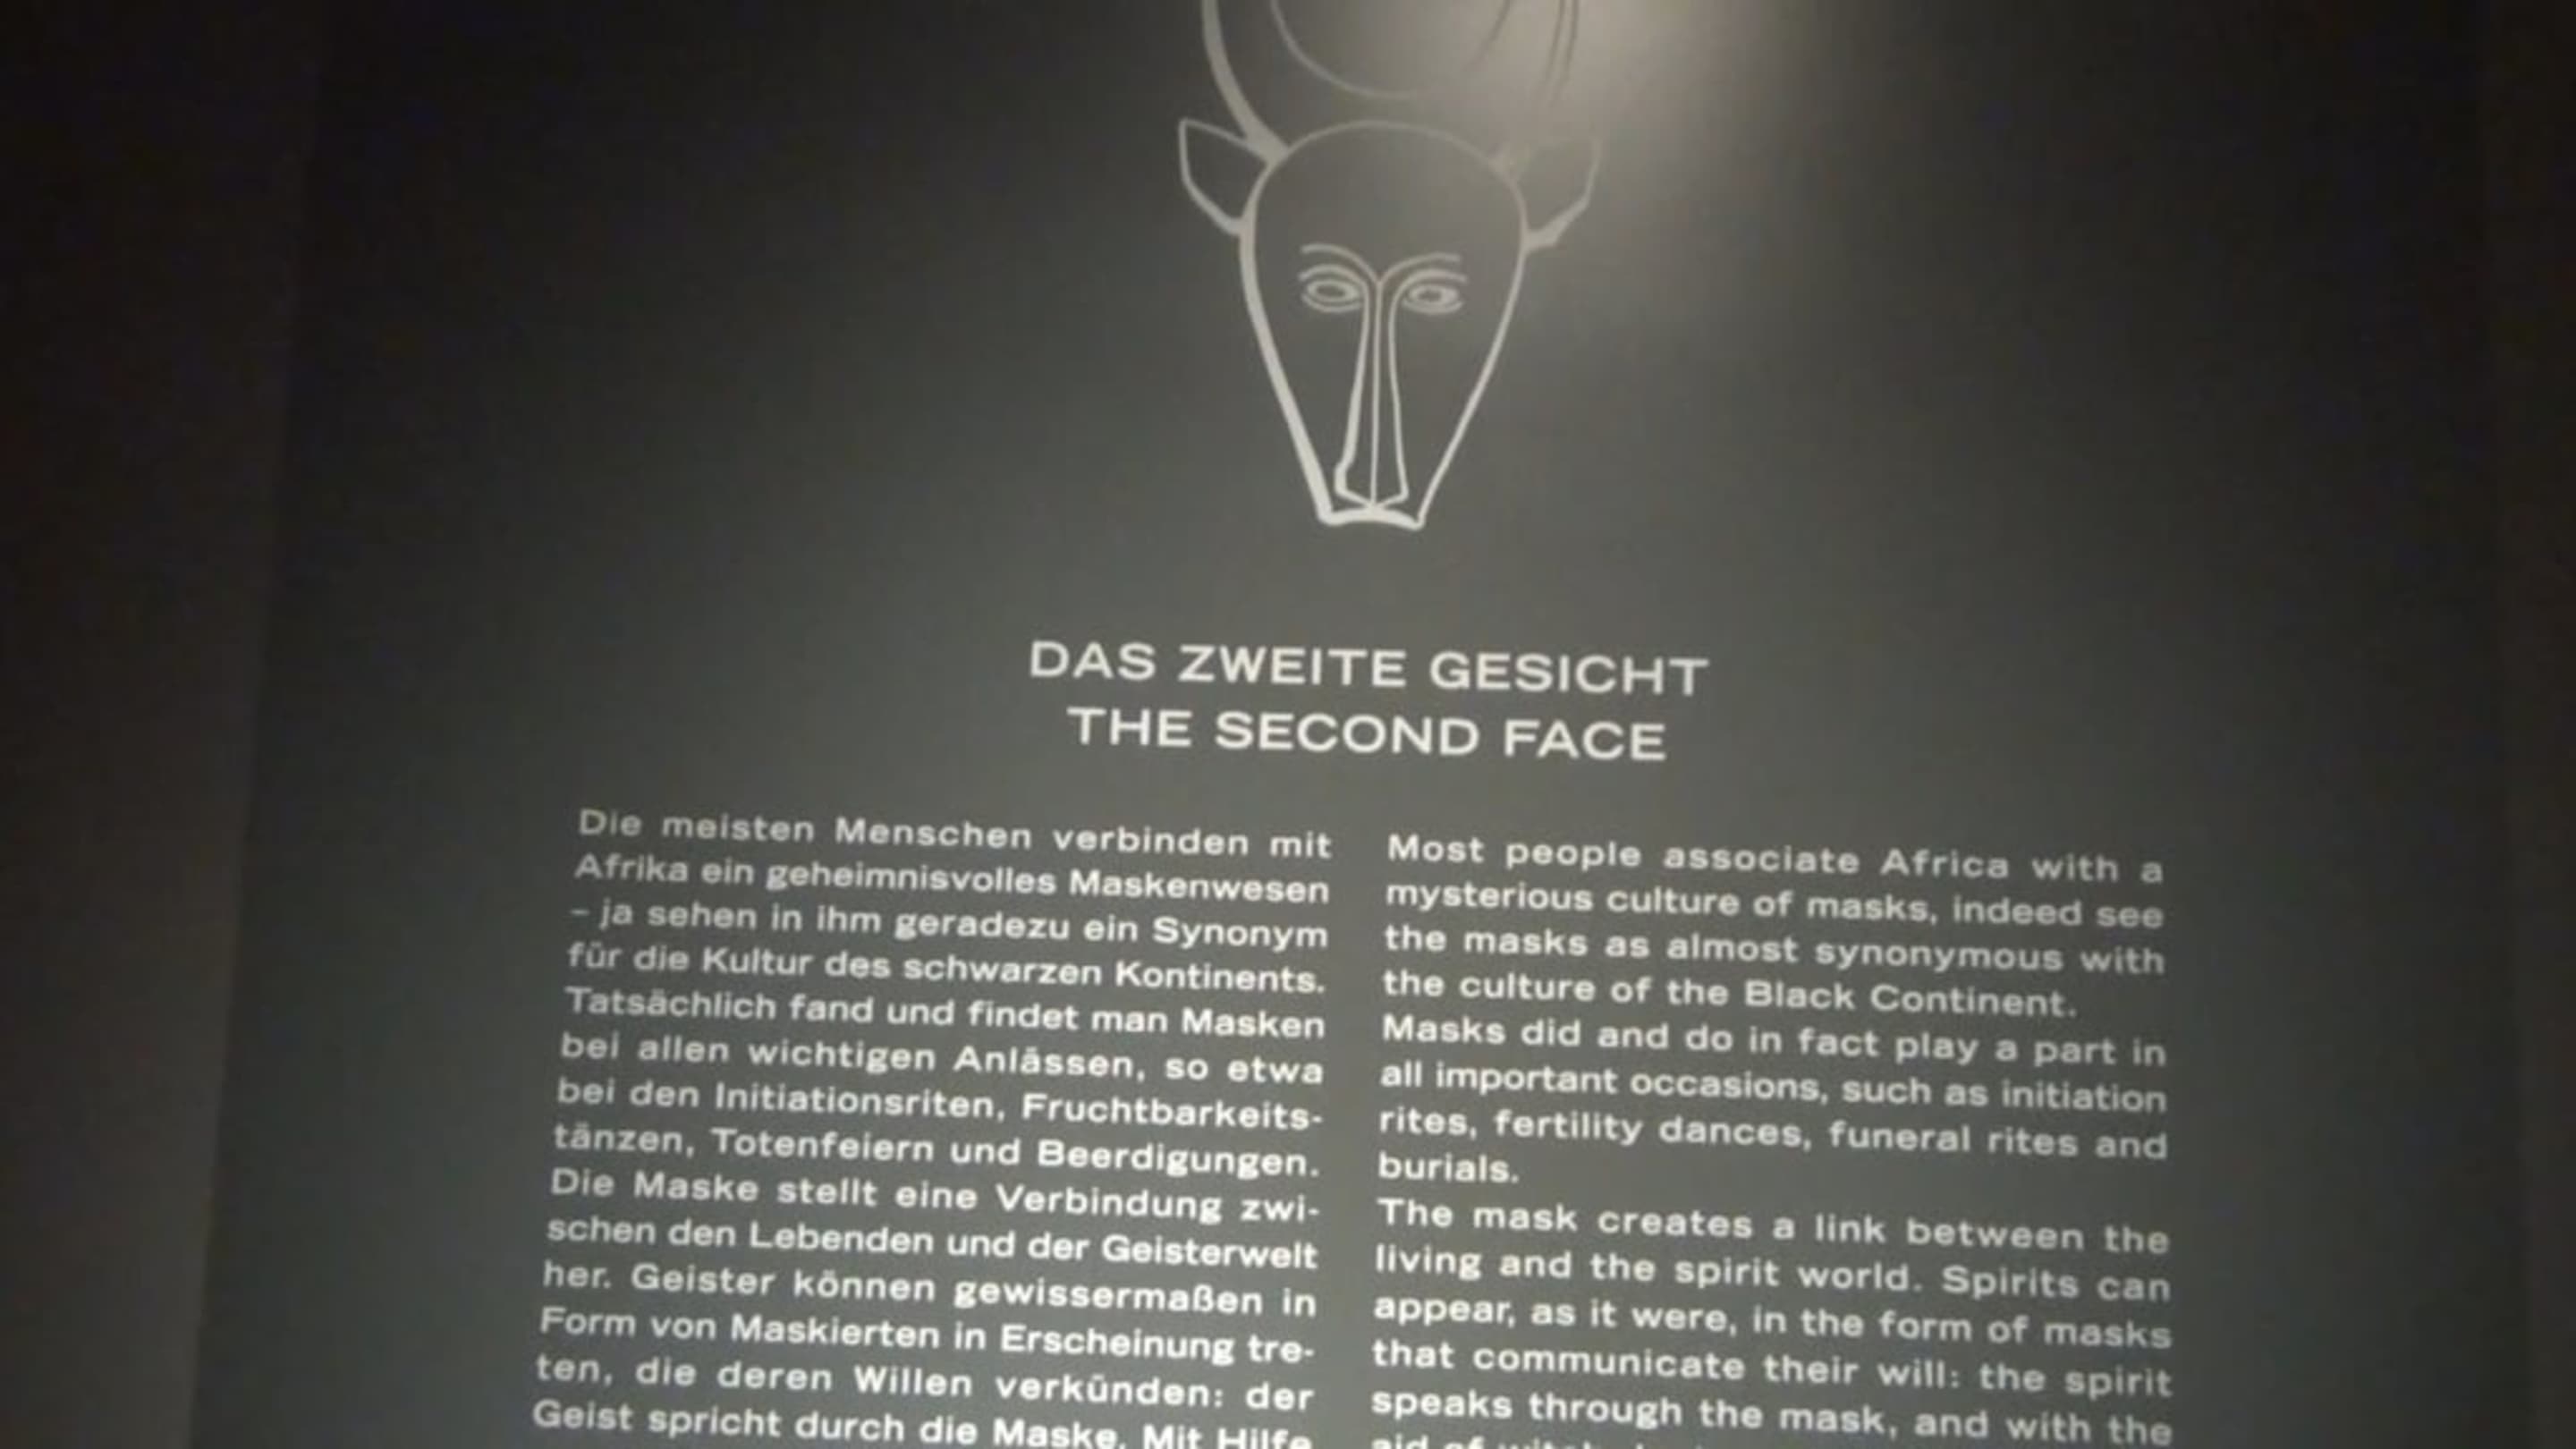 DAS ZWEITE GESICHT
THE SECOND FACE
Die meisten Menschen verbinden mit
Afrika ein geheimnisvolles Maskenwesen
– ja sehen in ihm geradezu ein Synonym
für die Kultur des schwarzen Kontinents.
Tatsächlich fand und findet man Masken
bei allen wichtigen Anlässen, so etwa
bei den Initiationsriten, Fruchtbarkeits-
tänzen, Totenfeiern und Beerdigungen.
Die Maske stellt eine Verbindung zwi-
schen den Lebenden und der Geisterwelt
her. Geister können gewissermaßen in
Form von Maskierten in Erscheinung tre-
ten, die deren Willen verkünden: der
Geist spricht durch die Maske. Mit Hilfe
Most people associate Africa with a
mysterious culture of masks, indeed see
the masks as almost synonymous with
the culture of the Black Continent.
Masks did and do in fact play a part in
all important occasions, such as initiation
rites, fertility dances, funeral rites and
burials.
The mask creates a link between the
living and the spirit world. Spirits can
appear, as it were, in the form of masks
that communicate their will: the spirit
speaks through the mask, and with the
aid of